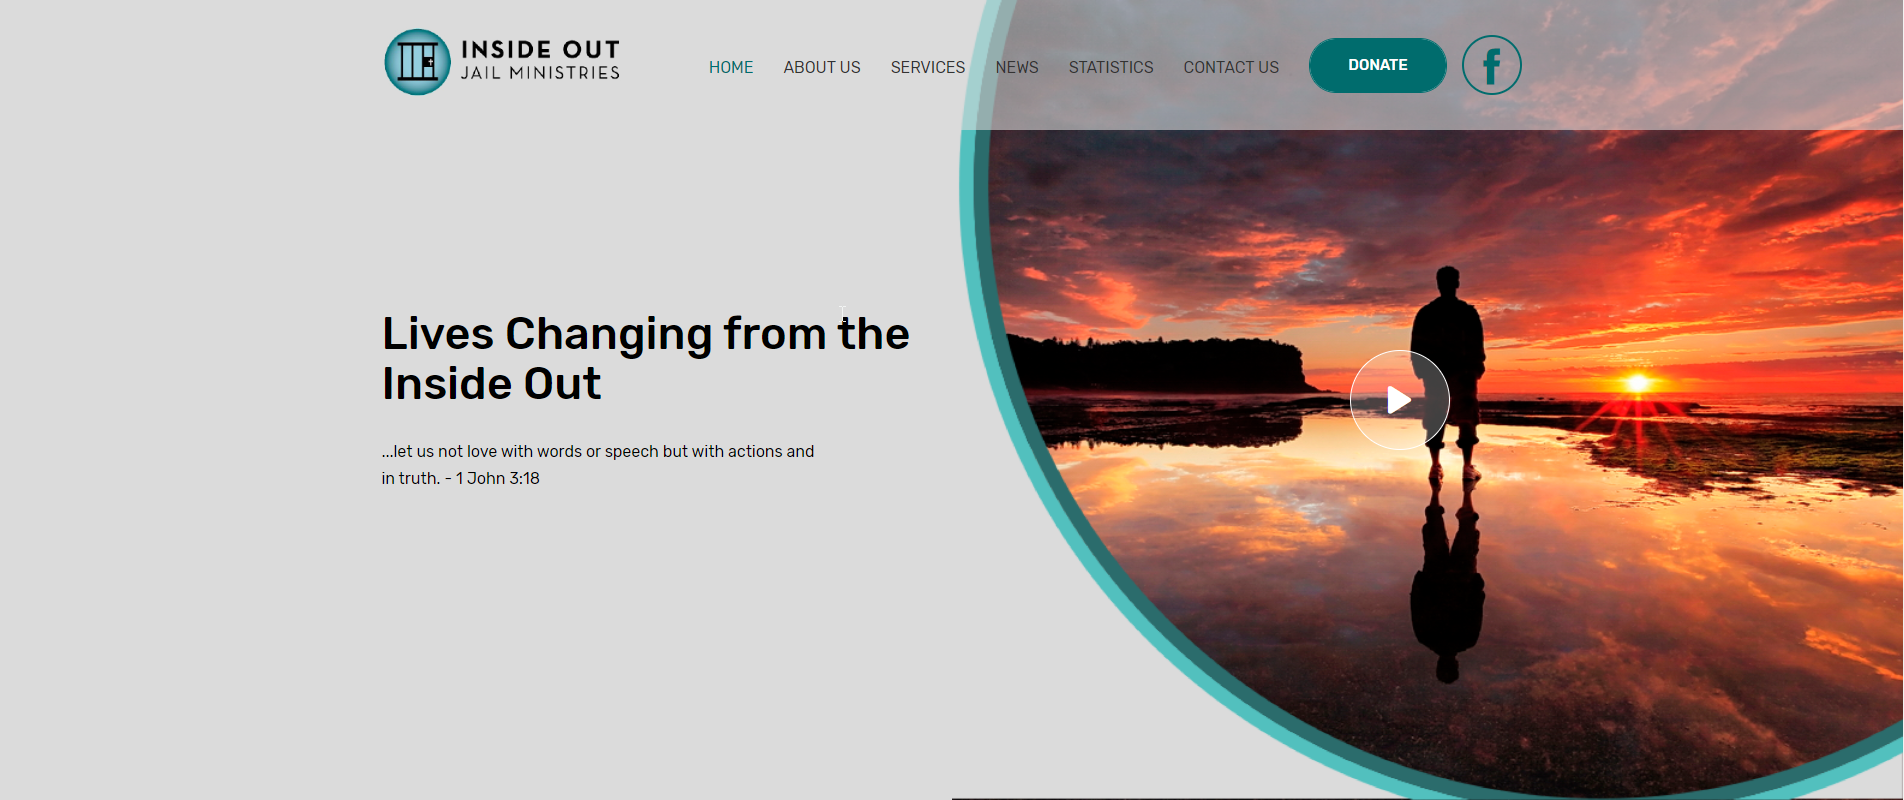 INSIDE OUT
JAIL MINISTRIES
HOME ABOUT US SERVICES NEWS STATISTICS CONTACT US DONATE f
Lives Changing from the
Inside Out
...let us not love with words or speech but with actions and
in truth. - 1 John 3:18